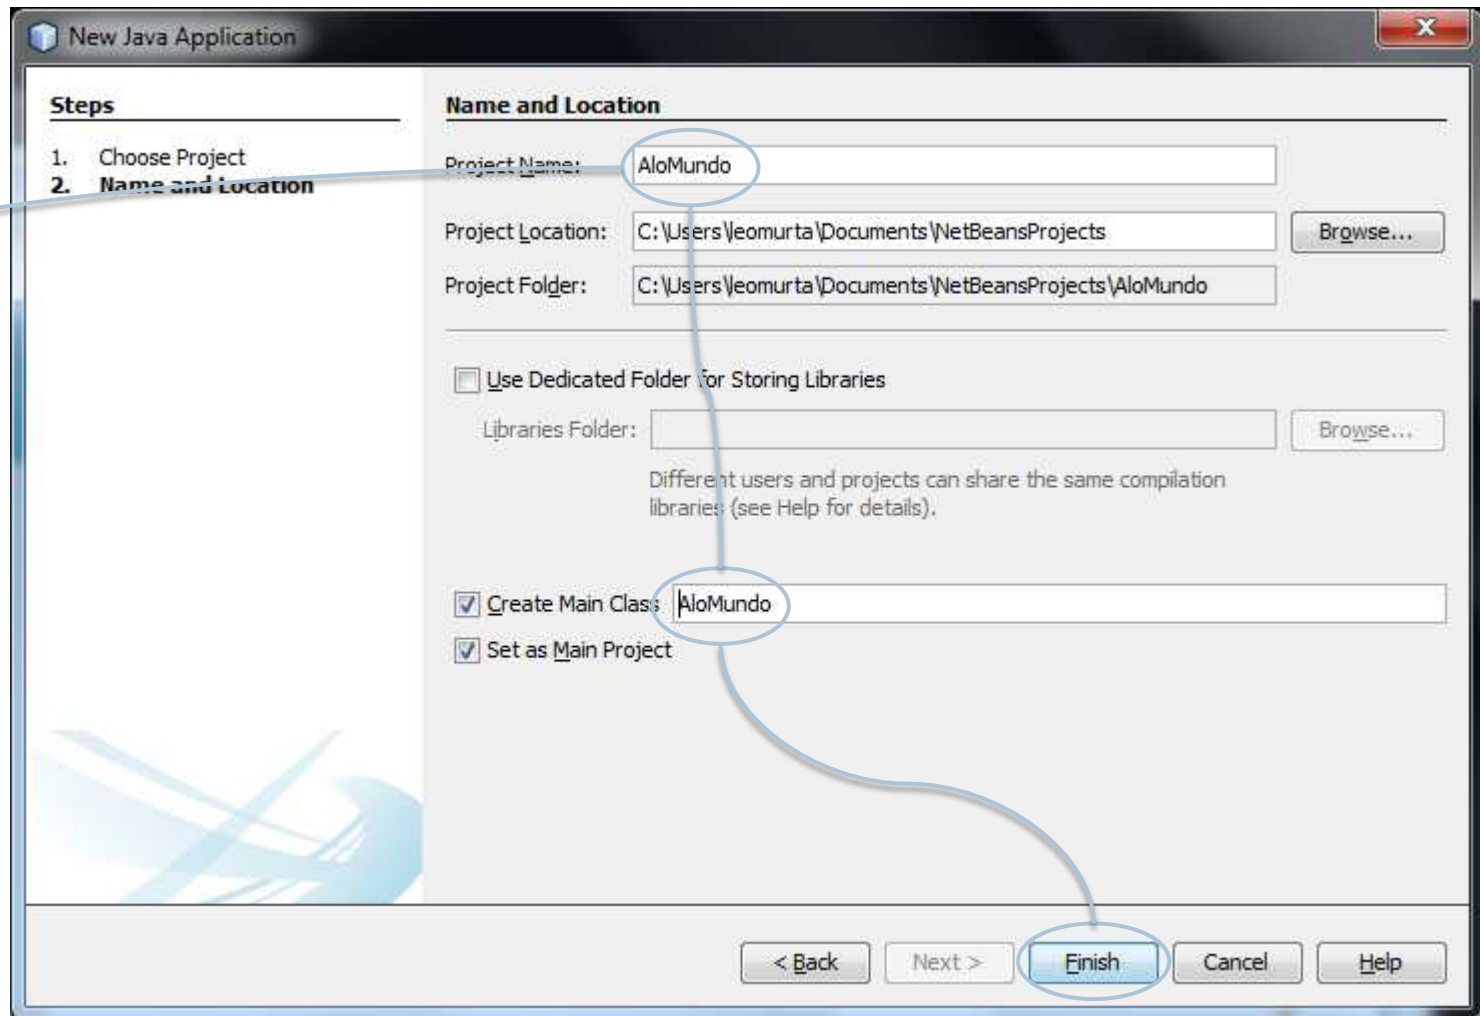 New Java Application
Steps
1. Choose Project
2. Name and Location
Name and Location
Project Name: AloMundo
Project Location: C:\Users\leomurta\Documents\NetBeansProjects Browse...
Project Folder: C:\Users\leomurta\Documents\NetBeansProjects\AloMundo
Use Dedicated Folder for Storing Libraries
Libraries Folder: Browse...
Different users and projects can share the same compilation
libraries (see Help for details).
Create Main Class AloMundo
Set as Main Project
< Back Next > Finish Cancel Help